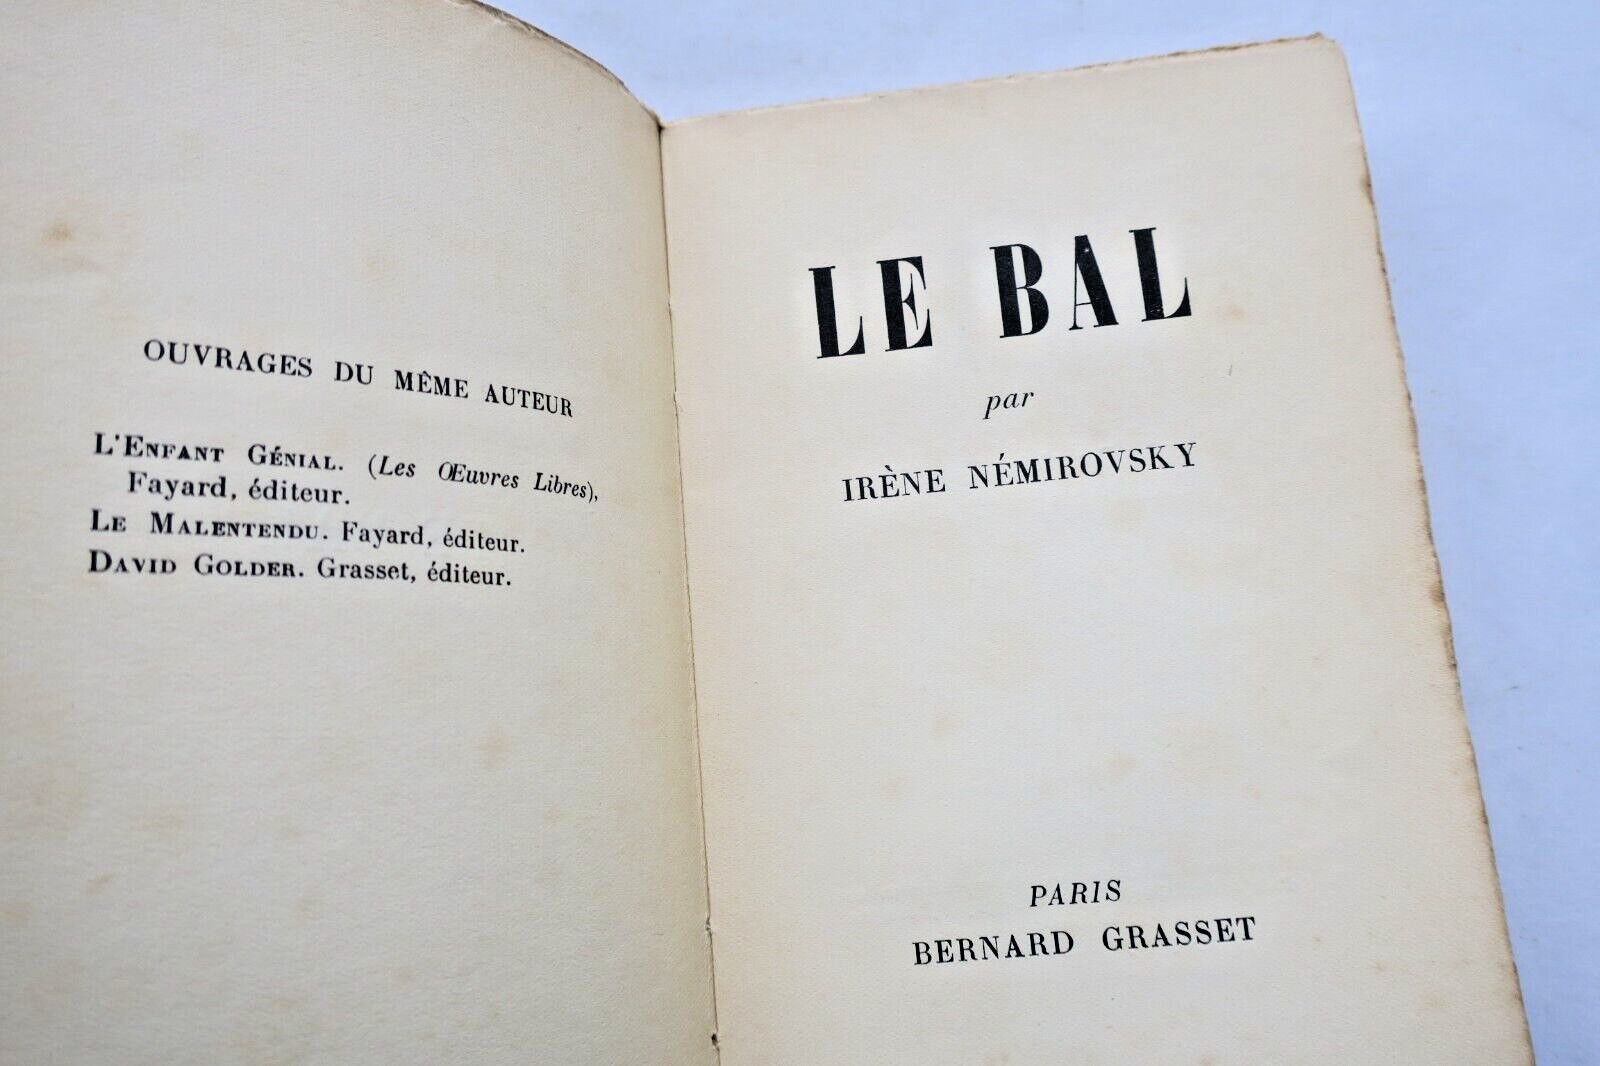 OUVRAGES DU MÊME AUTEUR
L'ENFANT GÉNIAL. (Les Œuvres Libres),
Fayard, éditeur.
LE MALENTENDU. Fayard, éditeur.
DAVID GOLDER. Grasset, éditeur.
LE BAL
par
IRÈNE NÉMIROVSKY
PARIS
BERNARD GRASSET